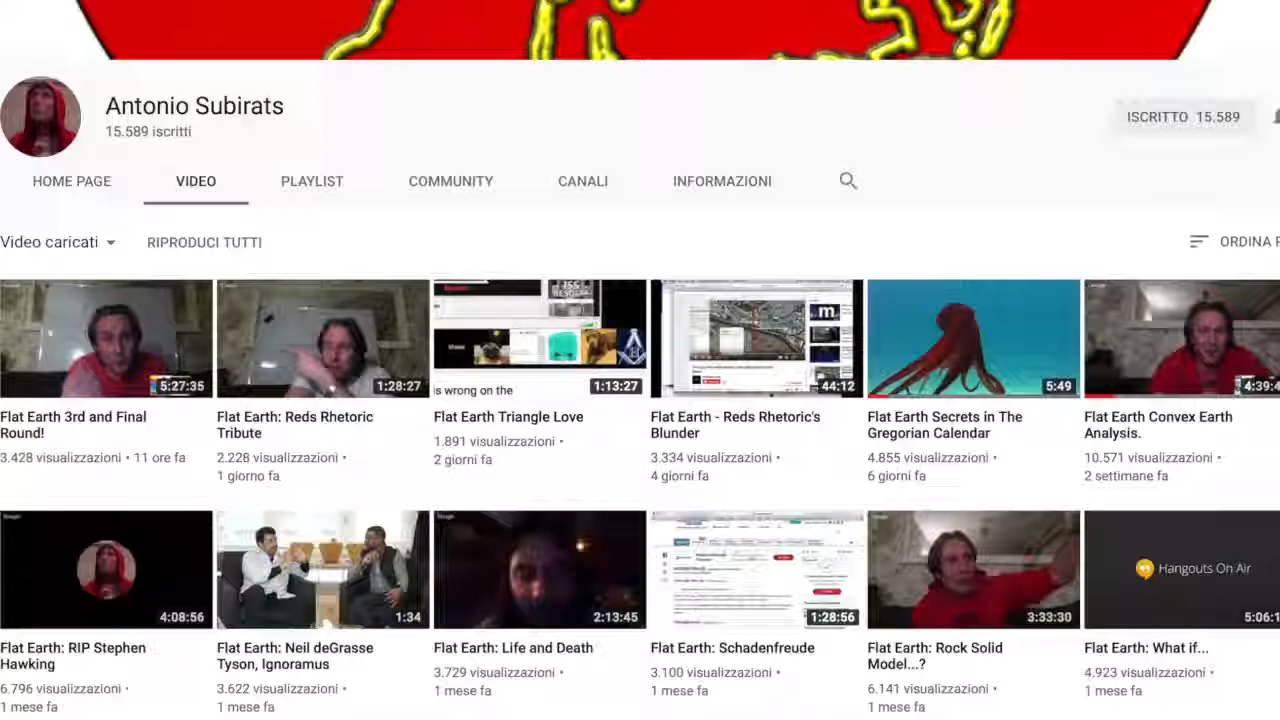 Antonio Subirats
15.589 iscritti
ISCRITTO 15.589
HOME PAGE VIDEO PLAYLIST COMMUNITY CANALI INFORMAZIONI
Video caricati RIPRODUCI TUTTI ORDINA
ISS
is wrong on the
m
5:27:35 1:28:27 1:13:27 44:12 5:49 4:39:4
Flat Earth 3rd and Final Flat Earth: Reds Rhetoric Flat Earth Triangle Love Flat Earth - Reds Rhetoric's Flat Earth Secrets in The Flat Earth Convex Earth
Round! Tribute Blunder Gregorian Calendar Analysis.
1.891 visualizzazioni •
3.428 visualizzazioni • 11 ore fa 2.228 visualizzazioni • 2 giorni fa 3.334 visualizzazioni • 4.855 visualizzazioni • 10.571 visualizzazioni •
1 giorno fa 4 giorni fa 6 giorni fa 2 settimane fa
Hangouts On Air
4:08:56 1:34 2:13:45 1:28:56 3:33:30 5:06:1
Flat Earth: RIP Stephen Flat Earth: Neil deGrasse Flat Earth: Life and Death Flat Earth: Schadenfreude Flat Earth: Rock Solid Flat Earth: What if...
Hawking Tyson, Ignoramus Model...?
3.729 visualizzazioni • 3.100 visualizzazioni • 4.923 visualizzazioni •
6.796 visualizzazioni • 3.622 visualizzazioni • 1 mese fa 1 mese fa 6.141 visualizzazioni • 1 mese fa
1 mese fa 1 mese fa 1 mese fa